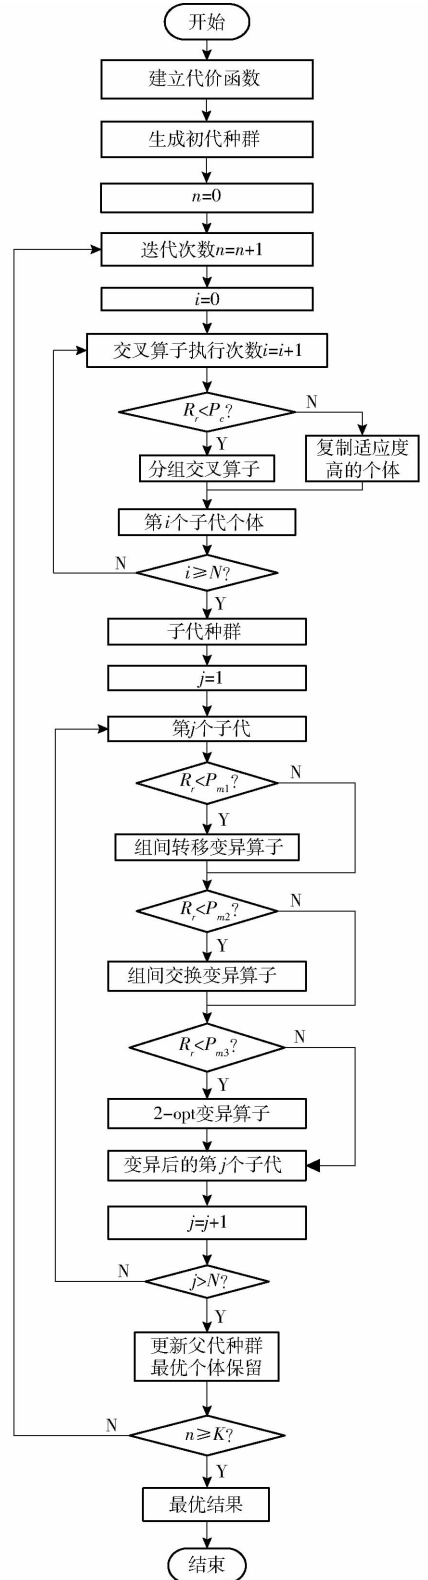 开始
建立代价函数
生成初代种群
n=0
迭代次数n=n+1
i=0
交叉算子执行次数i=i+1
Rr<Pc?
N
Y
复制适应度
高的个体
分组交叉算子
第i个子代个体
N
i≥N?
Y
子代种群
j=1
第j个子代
Rr<Pm1?
N
Y
组间转移变异算子
Rr<Pm2?
N
Y
组间交换变异算子
Rr<Pm3?
N
Y
2-opt变异算子
变异后的第j个子代
j=j+1
N
j>N?
Y
更新父代种群
最优个体保留
N
n≥K?
Y
最优结果
结束